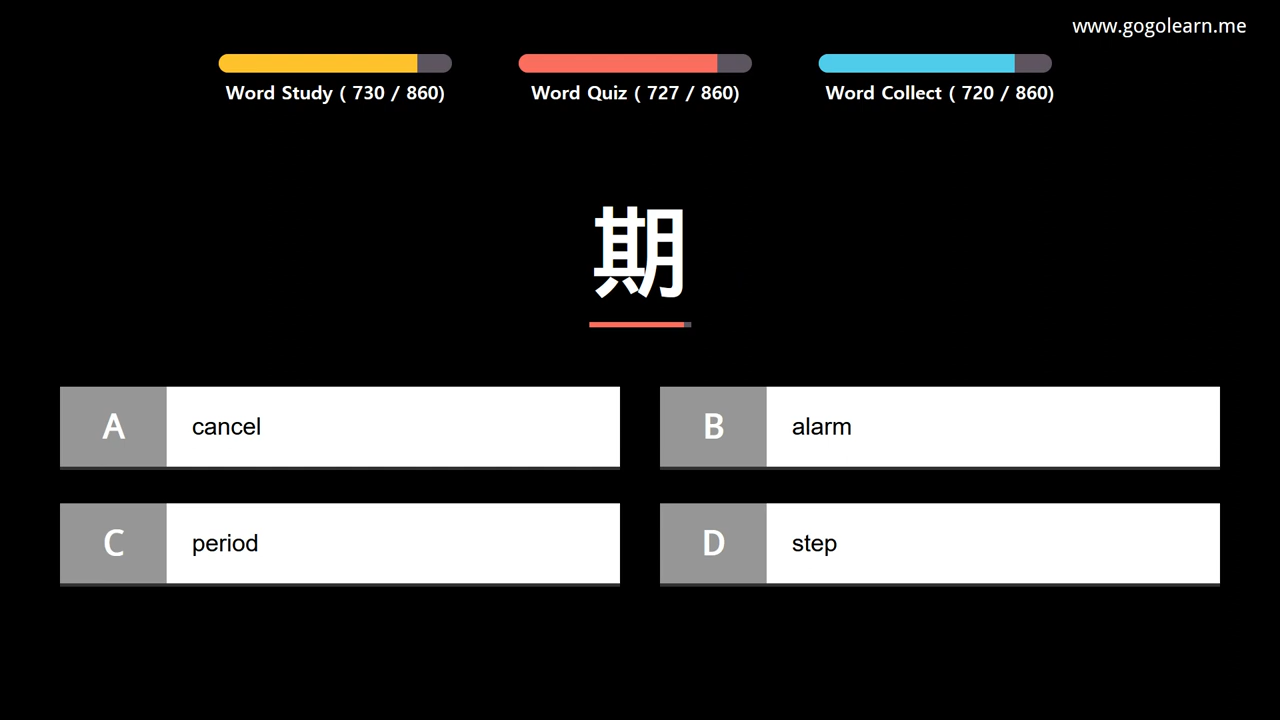 www.gogolearn.me
Word Study ( 730 / 860)
Word Quiz ( 727 / 860)
Word Collect ( 720 / 860)
期
A cancel
B alarm
C period
D step